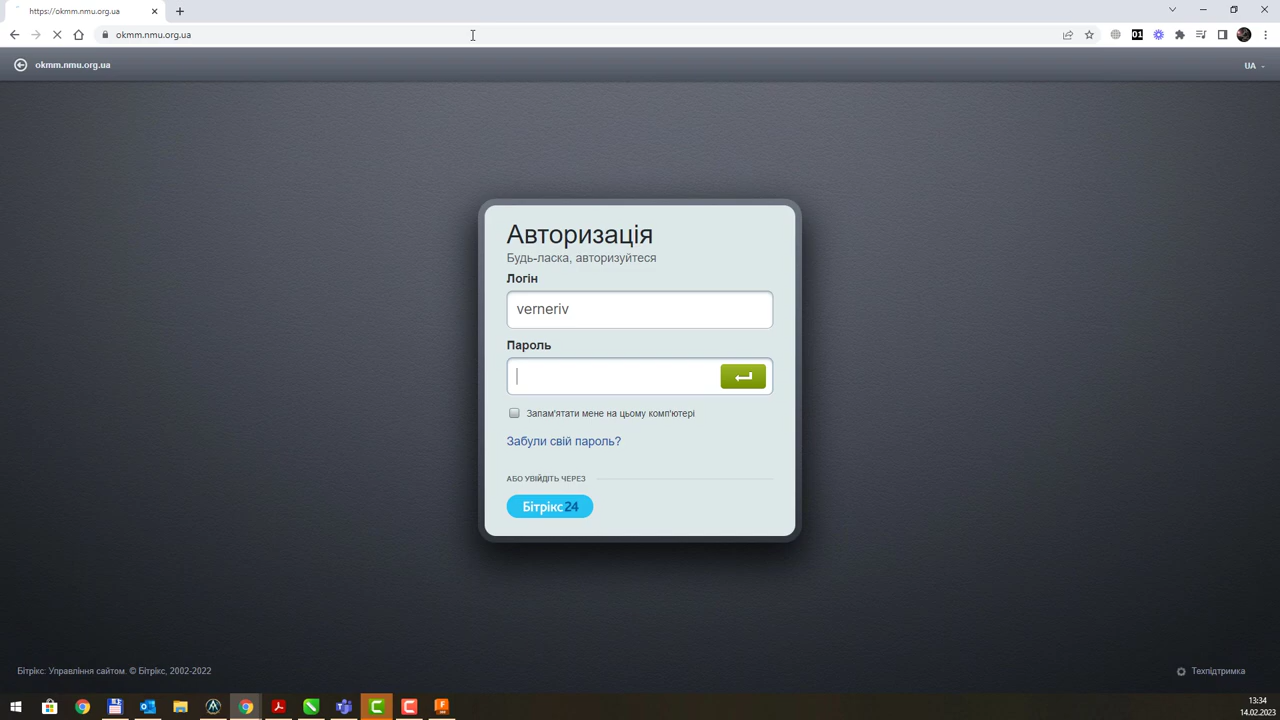 https://okmm.nmu.org.ua
okmm.nmu.org.ua
01
okmm.nmu.org.ua
UA
Авторизація
Будь-ласка, авторизуйтеся
Логін
verneriv
Пароль
Запам'ятати мене на цьому комп'ютері
Забули свій пароль?
АБО УВІЙДІТЬ ЧЕРЕЗ
Бітрікс24
Бітрікс: Управління сайтом. © Бітрікс, 2002-2022
Техпідтримка
13:34
14.02.2023